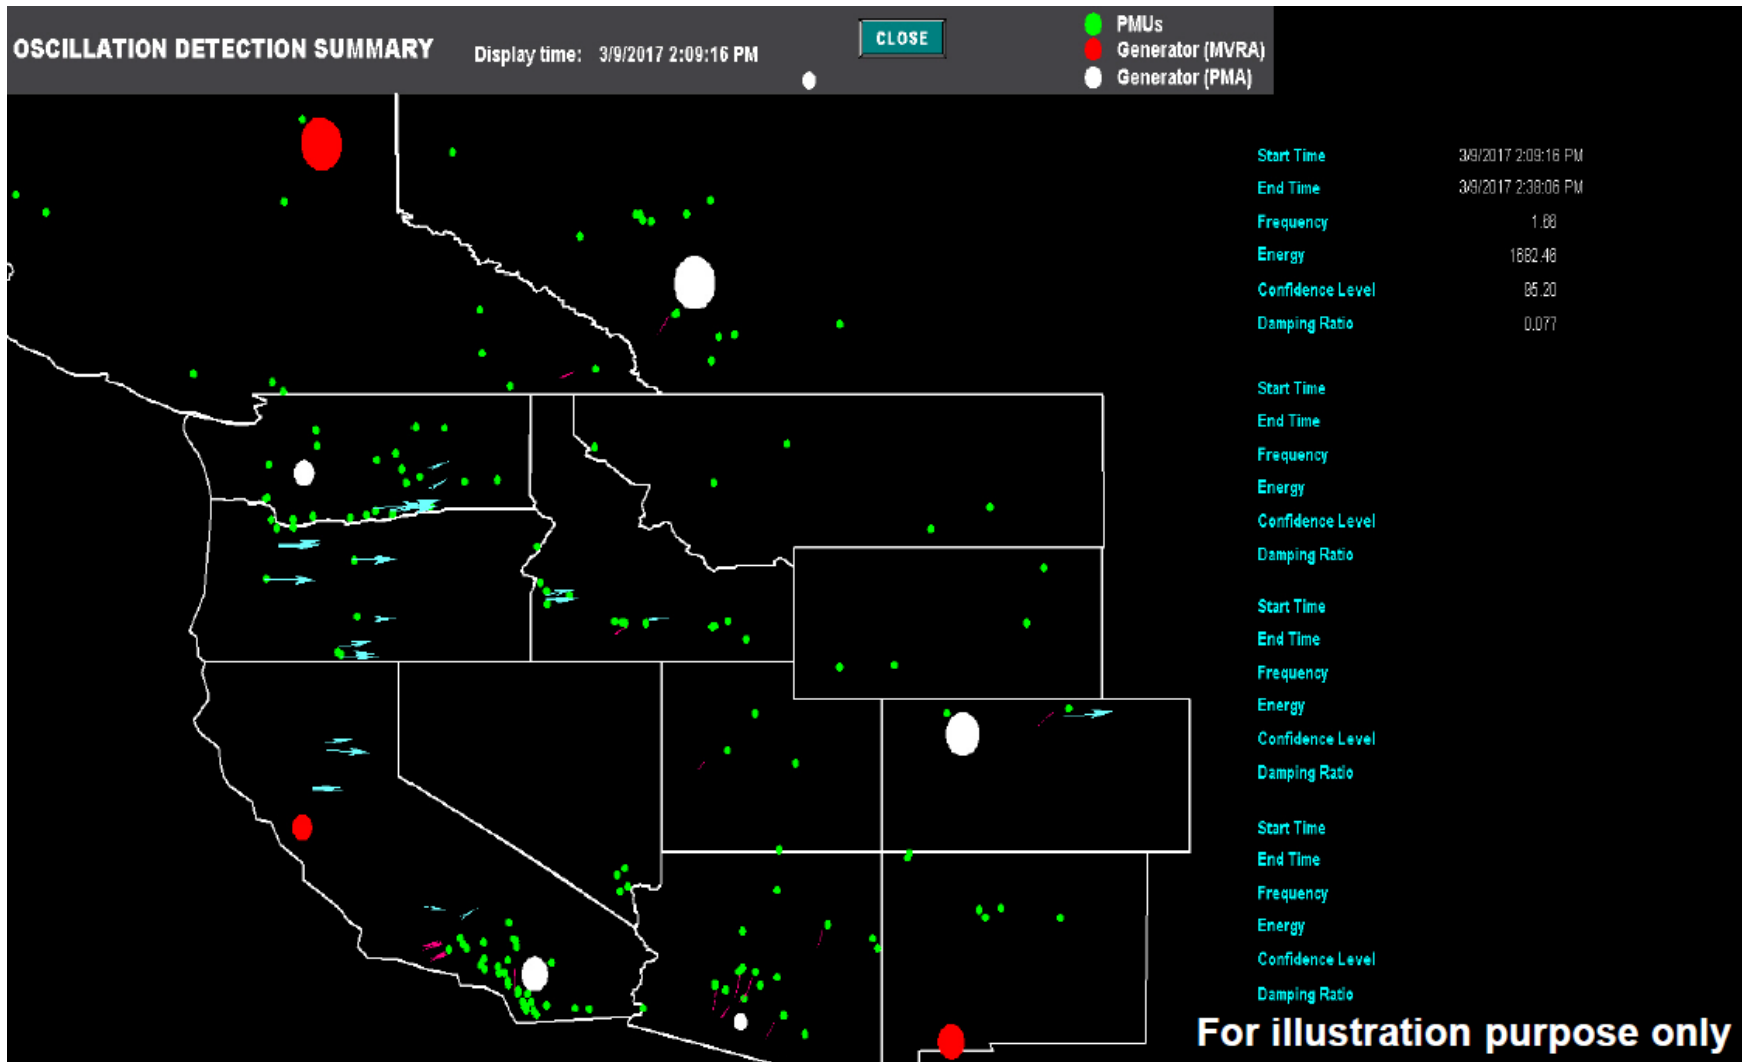 OSCILLATION DETECTION SUMMARY
Display time: 3/9/2017 2:09:16 PM
CLOSE
PMUs
Generator (MVRA)
Generator (PMA)
Start Time 3/9/2017 2:09:16 PM
End Time 3/9/2017 2:38:06 PM
Frequency
Energy 1682.46
Confidence Level
Damping Ratio 0.077
Start Time
End Time
Frequency
Energy
Confidence Level
Damping Ratio
Start Time
End Time
Frequency
Energy
Confidence Level
Damping Ratio
Start Time
End Time
Frequency
Energy
Confidence Level
Damping Ratio
For illustration purpose only